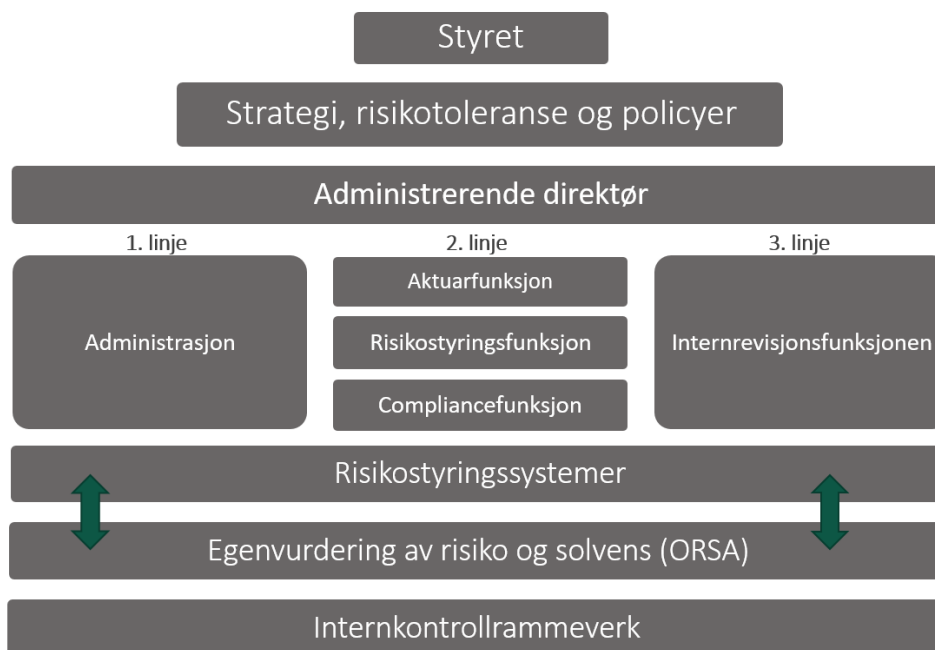 Styret
Strategi, risikotoleranse og policyer
Administrerende direktør
1. linje
2. linje
3. linje
Administrasjon
Aktuarfunksjon
Risikostyringsfunksjon
Compliancefunksjon
Internrevisjonsfunksjonen
Risikostyringssystemer
Egenvurdering av risiko og solvens (ORSA)
Internkontrollrammeverk